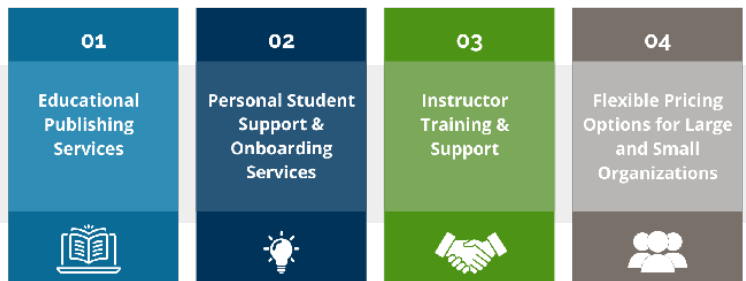 01
Educational
Publishing
Services
02
Personal Student
Support &
Onboarding
Services
03
Instructor
Training &
Support
04
Flexible Pricing
Options for Large
and Small
Organizations